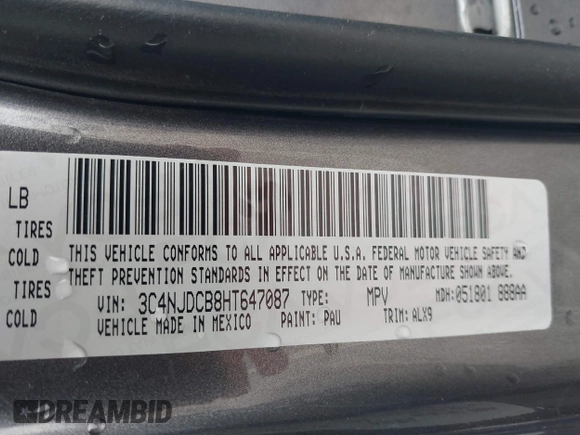 LB
TIRES
COLD
TIRES
COLD
THIS VEHICLE CONFORMS TO ALL APPLICABLE U.S.A. FEDERAL MOTOR VEHICLE SAFETY AND
THEFT PREVENTION STANDARDS IN EFFECT ON THE DATE OF MANUFACTURE SHOWN ABOVE.
VIN: 3C4NJDCB8HT647087 TYPE: MPV MDH:051801 888AA
VEHICLE MADE IN MEXICO PAINT: PAU TRIM: ALX9
DREAMBID